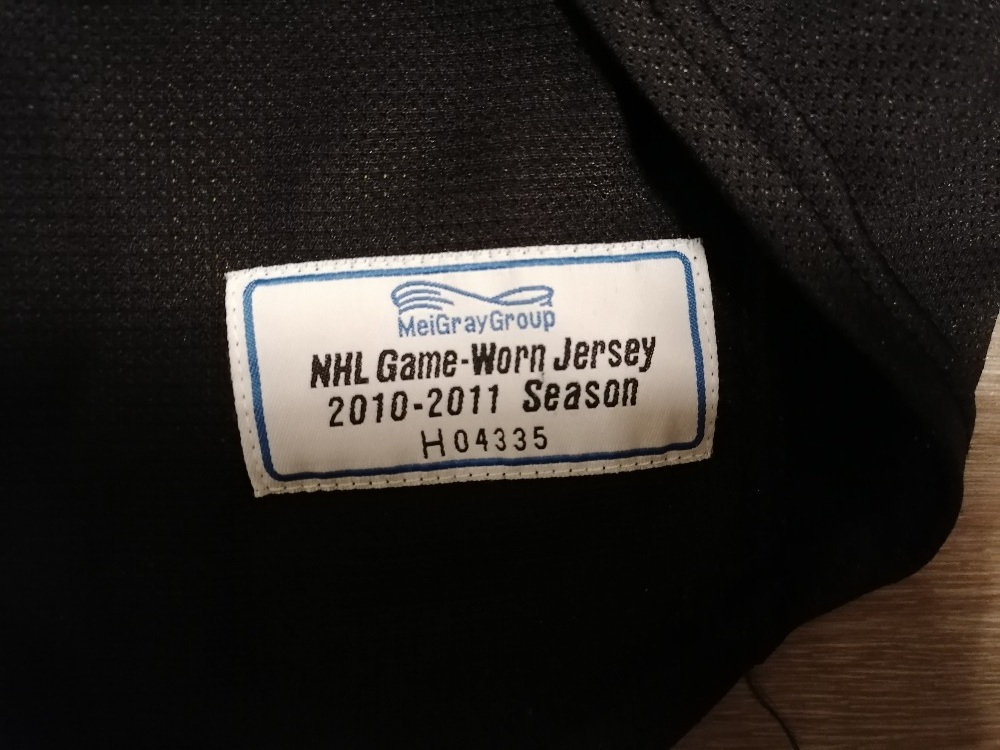 MeiGrayGroup
NHL Game-Worn Jersey
2010-2011 Season
H04335